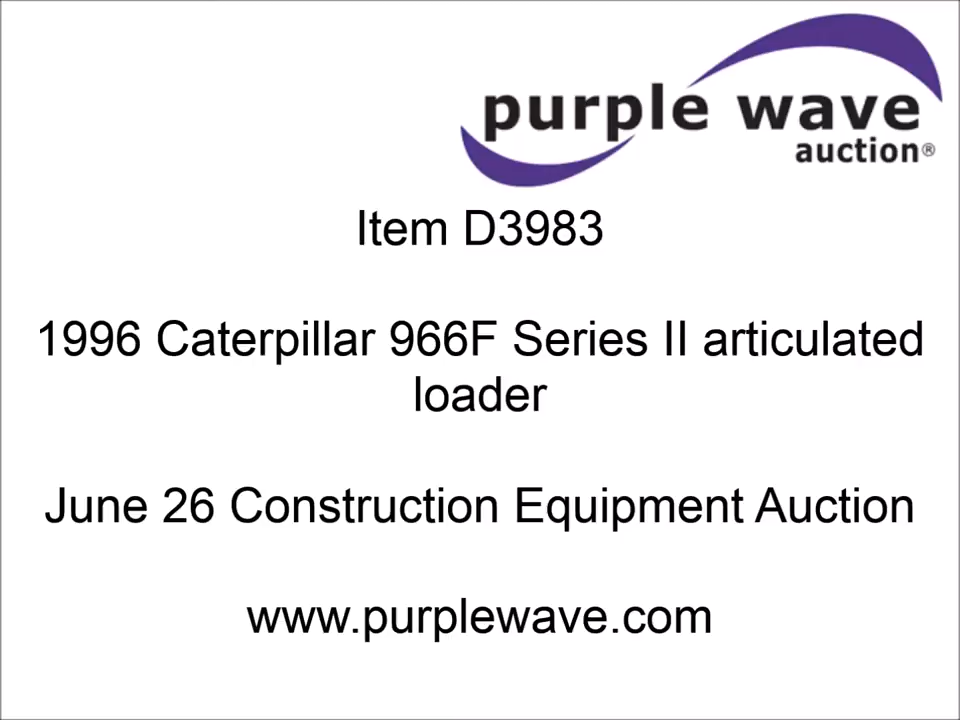 purple wave
auction®
Item D3983
1996 Caterpillar 966F Series II articulated
loader
June 26 Construction Equipment Auction
www.purplewave.com